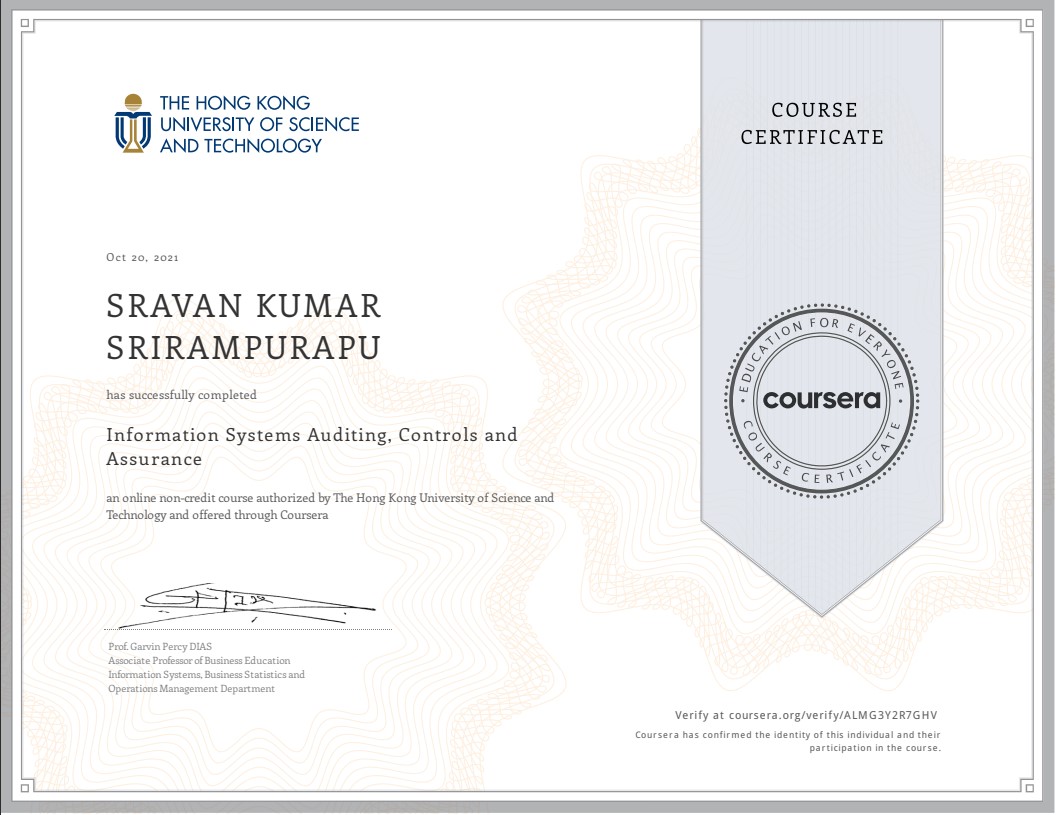 THE HONG KONG
UNIVERSITY OF SCIENCE
AND TECHNOLOGY
COURSE
CERTIFICATE
Oct 20, 2021
SRAVAN KUMAR
SRIRAMPURAPU
has successfully completed
Information Systems Auditing, Controls and
Assurance
an online non-credit course authorized by The Hong Kong University of Science and
Technology and offered through Coursera
EDUCATION FOR EVERYONE
coursera
COURSE CERTIFICATE
Prof. Garvin Percy DIAS
Associate Professor of Business Education
Information Systems, Business Statistics and
Operations Management Department
Verify at coursera.org/verify/ALMG3Y2R7GHV
Coursera has confirmed the identity of this individual and their
participation in the course.